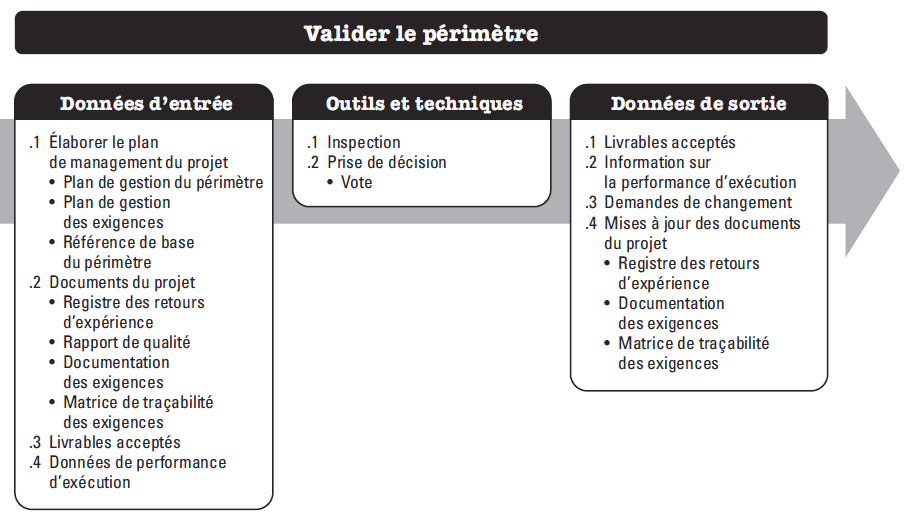 Valider le périmètre
Données d'entrée
.1 Élaborer le plan
de management du projet
• Plan de gestion du périmètre
• Plan de gestion
des exigences
• Référence de base
du périmètre
.2 Documents du projet
• Registre des retours
d'expérience
• Rapport de qualité
• Documentation
des exigences
• Matrice de traçabilité
des exigences
.3 Livrables acceptés
.4 Données de performance
d'exécution
Outils et techniques
.1 Inspection
.2 Prise de décision
• Vote
Données de sortie
.1 Livrables acceptés
.2 Information sur
la performance d'exécution
.3 Demandes de changement
.4 Mises à jour des documents
du projet
• Registre des retours
d'expérience
• Documentation
des exigences
• Matrice de traçabilité
des exigences